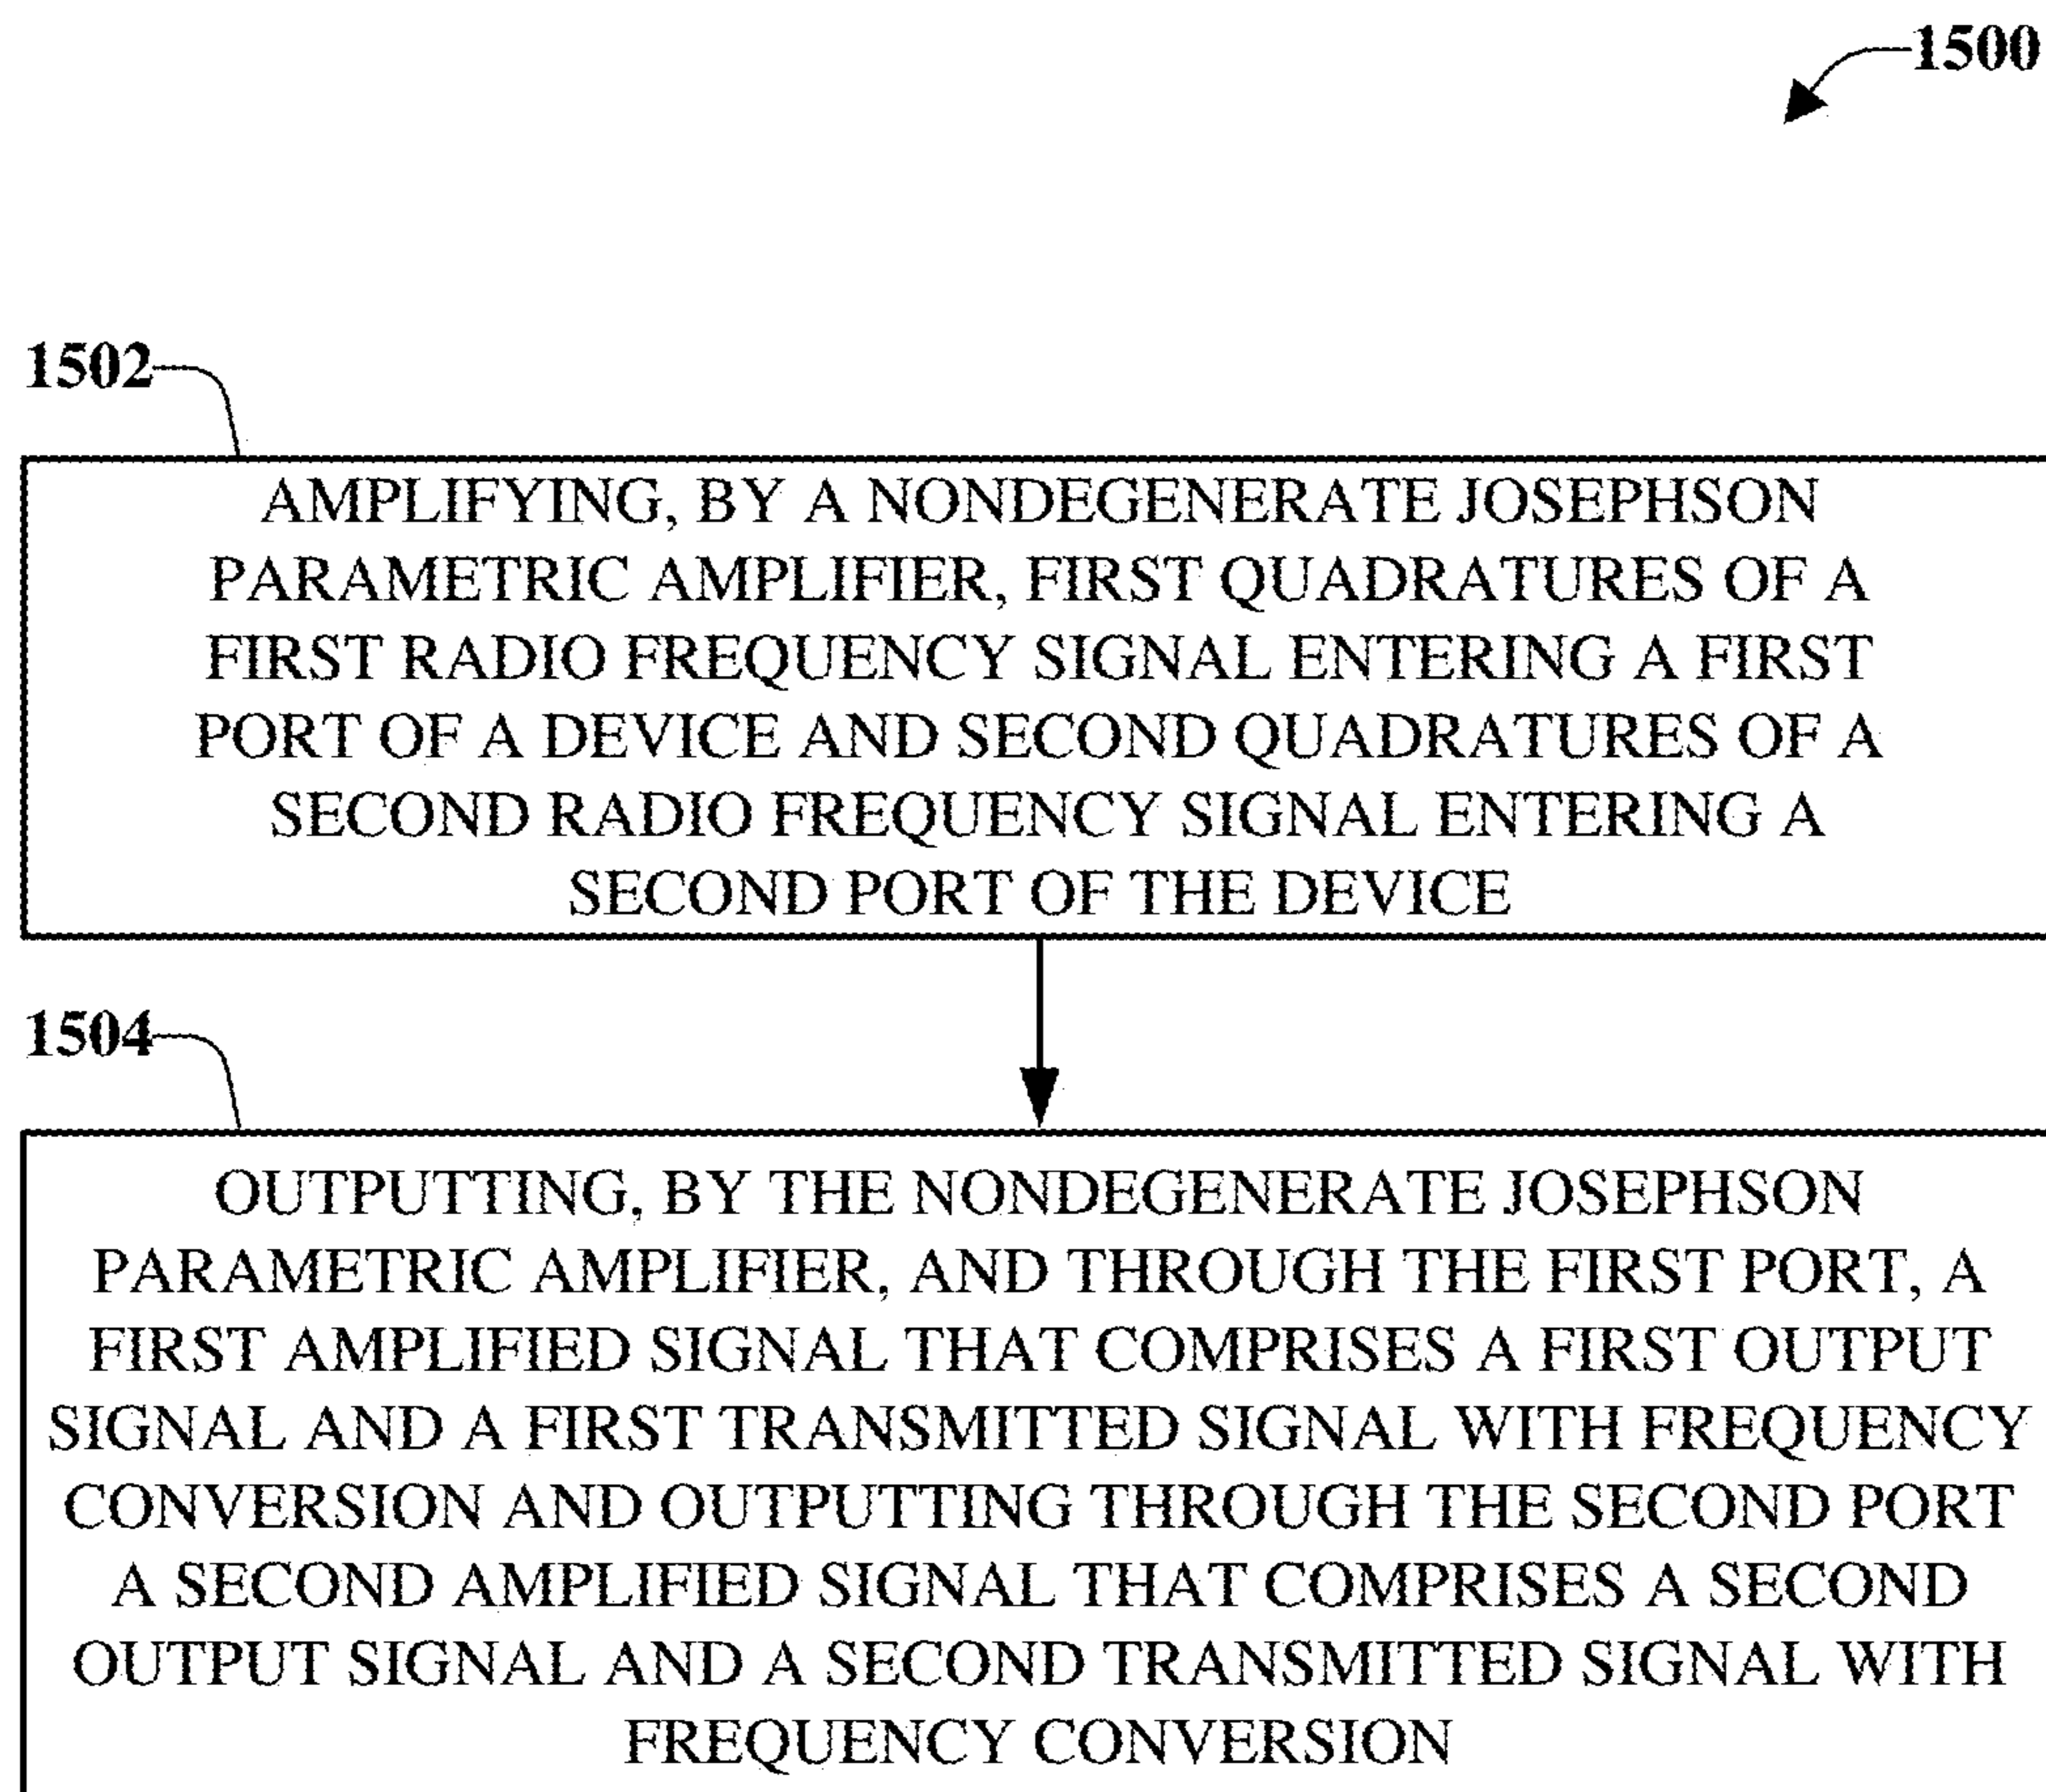 1500
1502
AMPLIFYING, BY A NONDEGENERATE JOSEPHSON
PARAMETRIC AMPLIFIER, FIRST QUADRATURES OF A
FIRST RADIO FREQUENCY SIGNAL ENTERING A FIRST
PORT OF A DEVICE AND SECOND QUADRATURES OF A
SECOND RADIO FREQUENCY SIGNAL ENTERING A
SECOND PORT OF THE DEVICE
1504
OUTPUTTING, BY THE NONDEGENERATE JOSEPHSON
PARAMETRIC AMPLIFIER, AND THROUGH THE FIRST PORT, A
FIRST AMPLIFIED SIGNAL THAT COMPRISES A FIRST OUTPUT
SIGNAL AND A FIRST TRANSMITTED SIGNAL WITH FREQUENCY
CONVERSION AND OUTPUTTING THROUGH THE SECOND PORT
A SECOND AMPLIFIED SIGNAL THAT COMPRISES A SECOND
OUTPUT SIGNAL AND A SECOND TRANSMITTED SIGNAL WITH
FREQUENCY CONVERSION